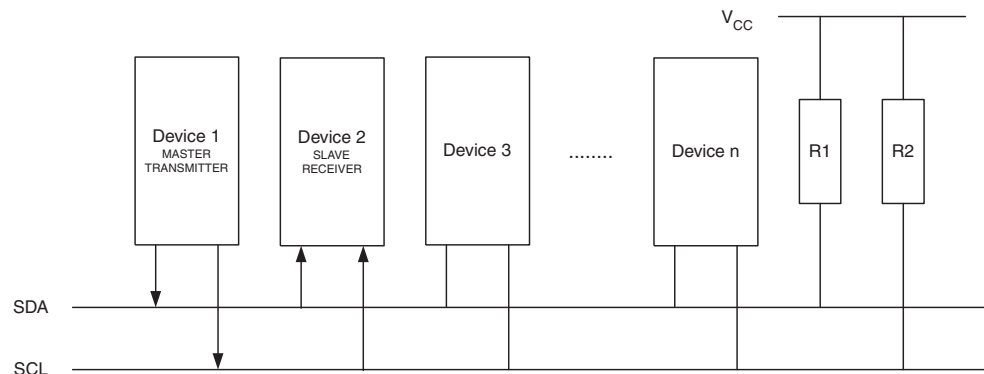 V_CC
Device 1
MASTER
TRANSMITTER
Device 2
SLAVE
RECEIVER
Device 3
........
Device n
R1
R2
SDA
SCL